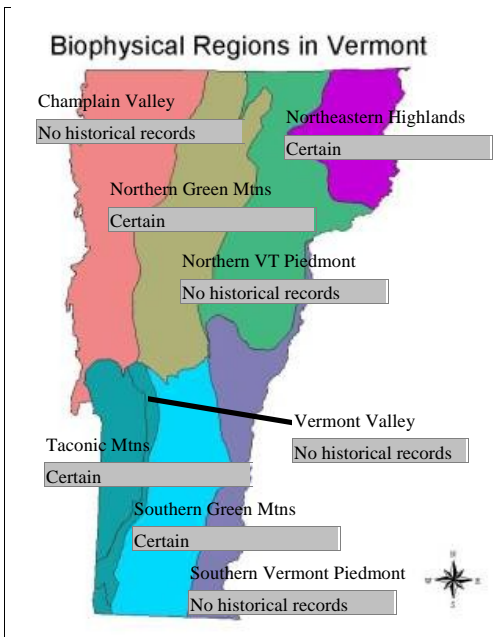 Biophysical Regions in Vermont
Champlain Valley
No historical records
Northeastern Highlands
Certain
Northern Green Mtns
Certain
Northern VT Piedmont
No historical records
Vermont Valley
No historical records
Taconic Mtns
Certain
Southern Green Mtns
Certain
Southern Vermont Piedmont
No historical records